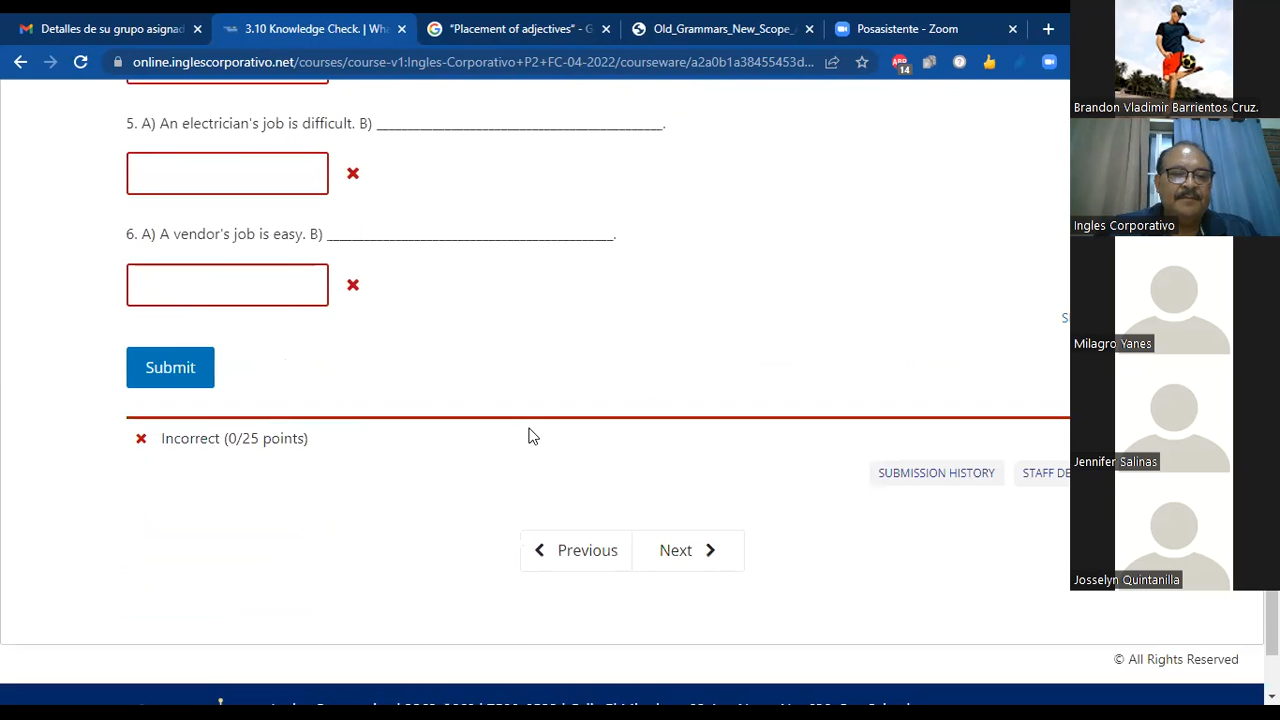 Detalles de su grupo asignad
3.10 Knowledge Check. | Wha
"Placement of adjectives" - G
Old_Grammars_New_Scope_
Posasistente - Zoom
online.inglescorporativo.net/courses/course-v1:Ingles-Corporativo+P2+FC-04-2022/courseware/a2a0b1a38455453d...
14
Brandon Vladimir Barrientos Cruz.
5. A) An electrician's job is difficult. B) ___________________________________.
Ingles Corporativo
6. A) A vendor's job is easy. B) ___________________________________.
S
Milagro Yanes
Submit
Incorrect (0/25 points)
Jennifer Salinas
SUBMISSION HISTORY
STAFF DE
Previous
Next
Josselyn Quintanilla
© All Rights Reserved